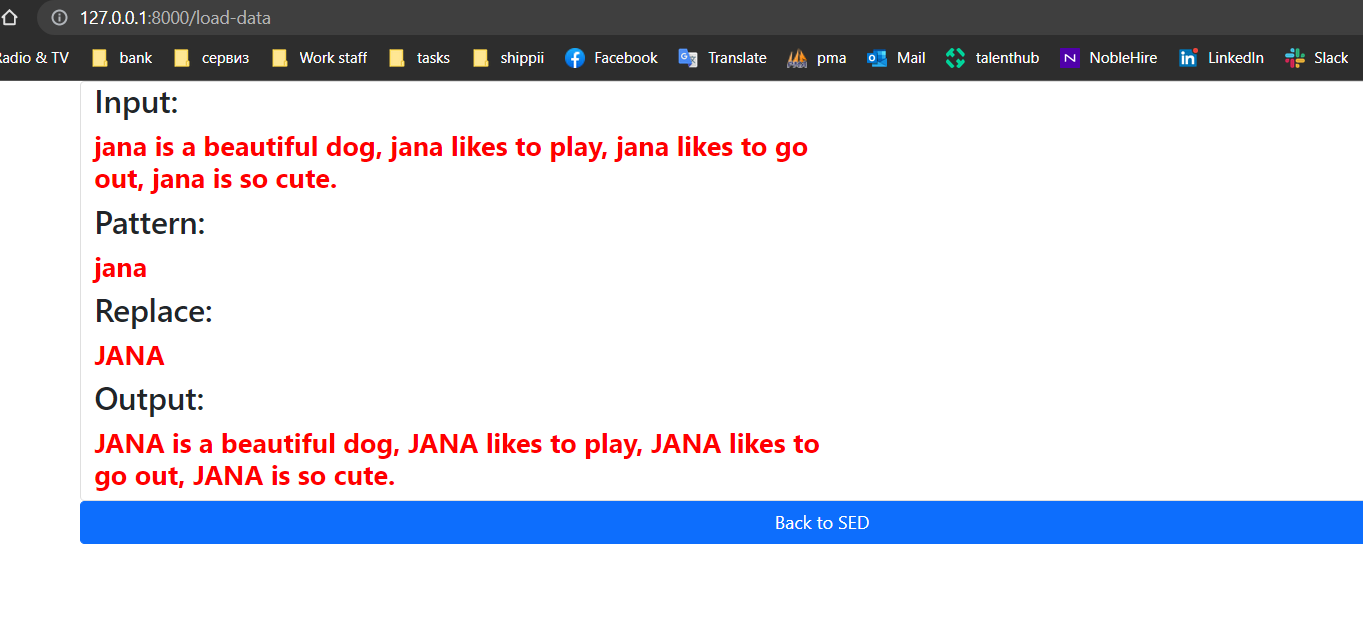 127.0.0.1:8000/load-data
Radio & TV bank сервиз Work staff tasks shippii Facebook Translate pma Mail talenthub NobleHire LinkedIn Slack
Input:
jana is a beautiful dog, jana likes to play, jana likes to go
out, jana is so cute.
Pattern:
jana
Replace:
JANA
Output:
JANA is a beautiful dog, JANA likes to play, JANA likes to
go out, JANA is so cute.
Back to SED